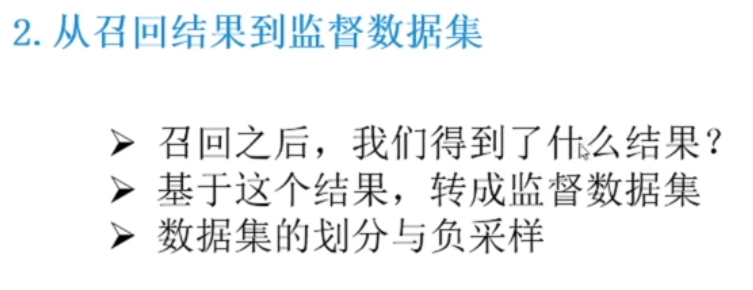 2. 从召回结果到监督数据集
➢ 召回之后，我们得到了什么结果？
➢ 基于这个结果，转成监督数据集
➢ 数据集的划分与负采样